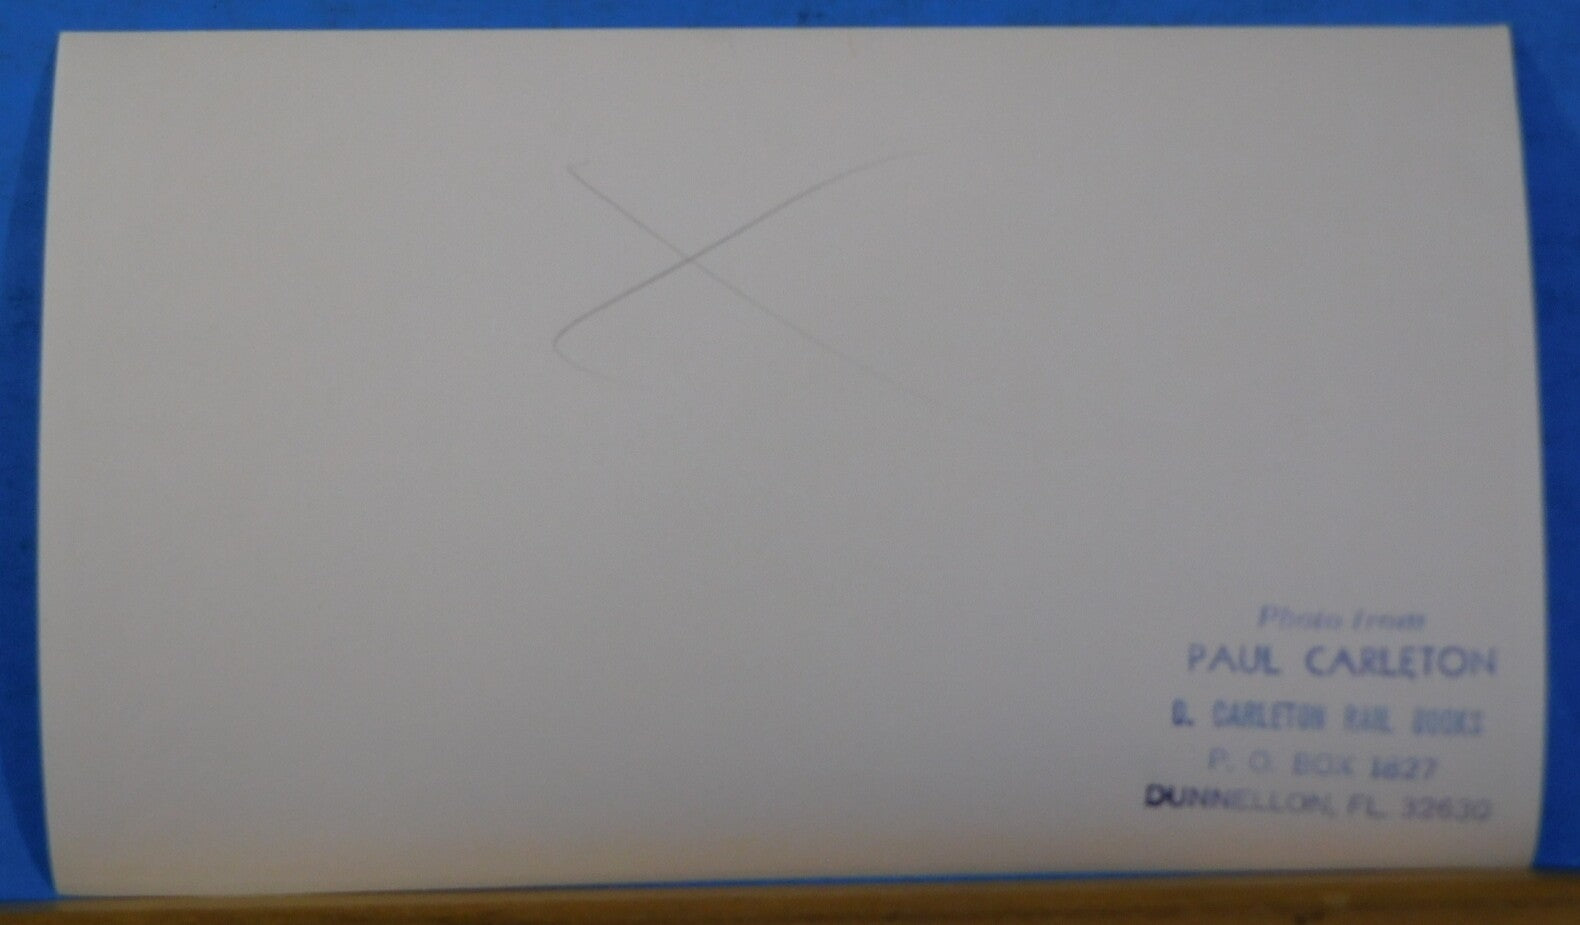 Photo from
PAUL CARLETON
D. CARLETON RAIL BOOKS
P. O. BOX 1627
DUNNELLON, FL. 32630